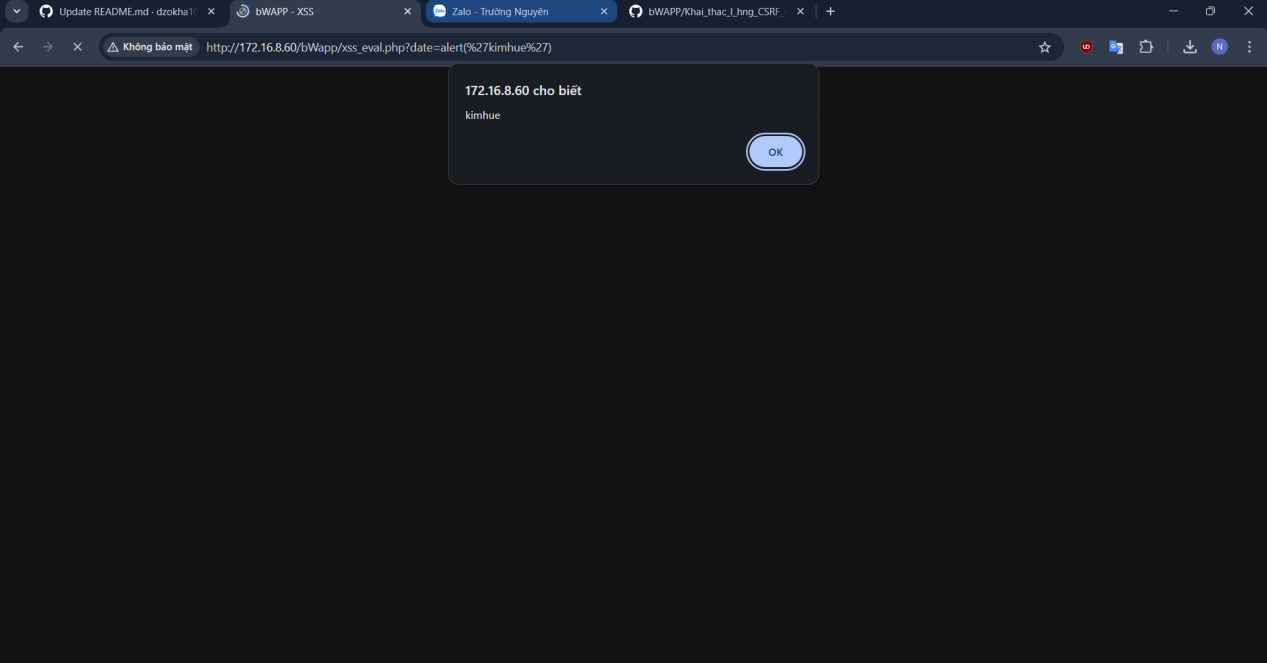 Update README.md · dzokha1
bWAPP - XSS
Zalo - Trường Nguyên
bWAPP/Khai_thac_l_hng_CSRF_
Không bảo mật
http://172.16.8.60/bWapp/xss_eval.php?date=alert(%27kimhue%27)
N
172.16.8.60 cho biết
kimhue
OK